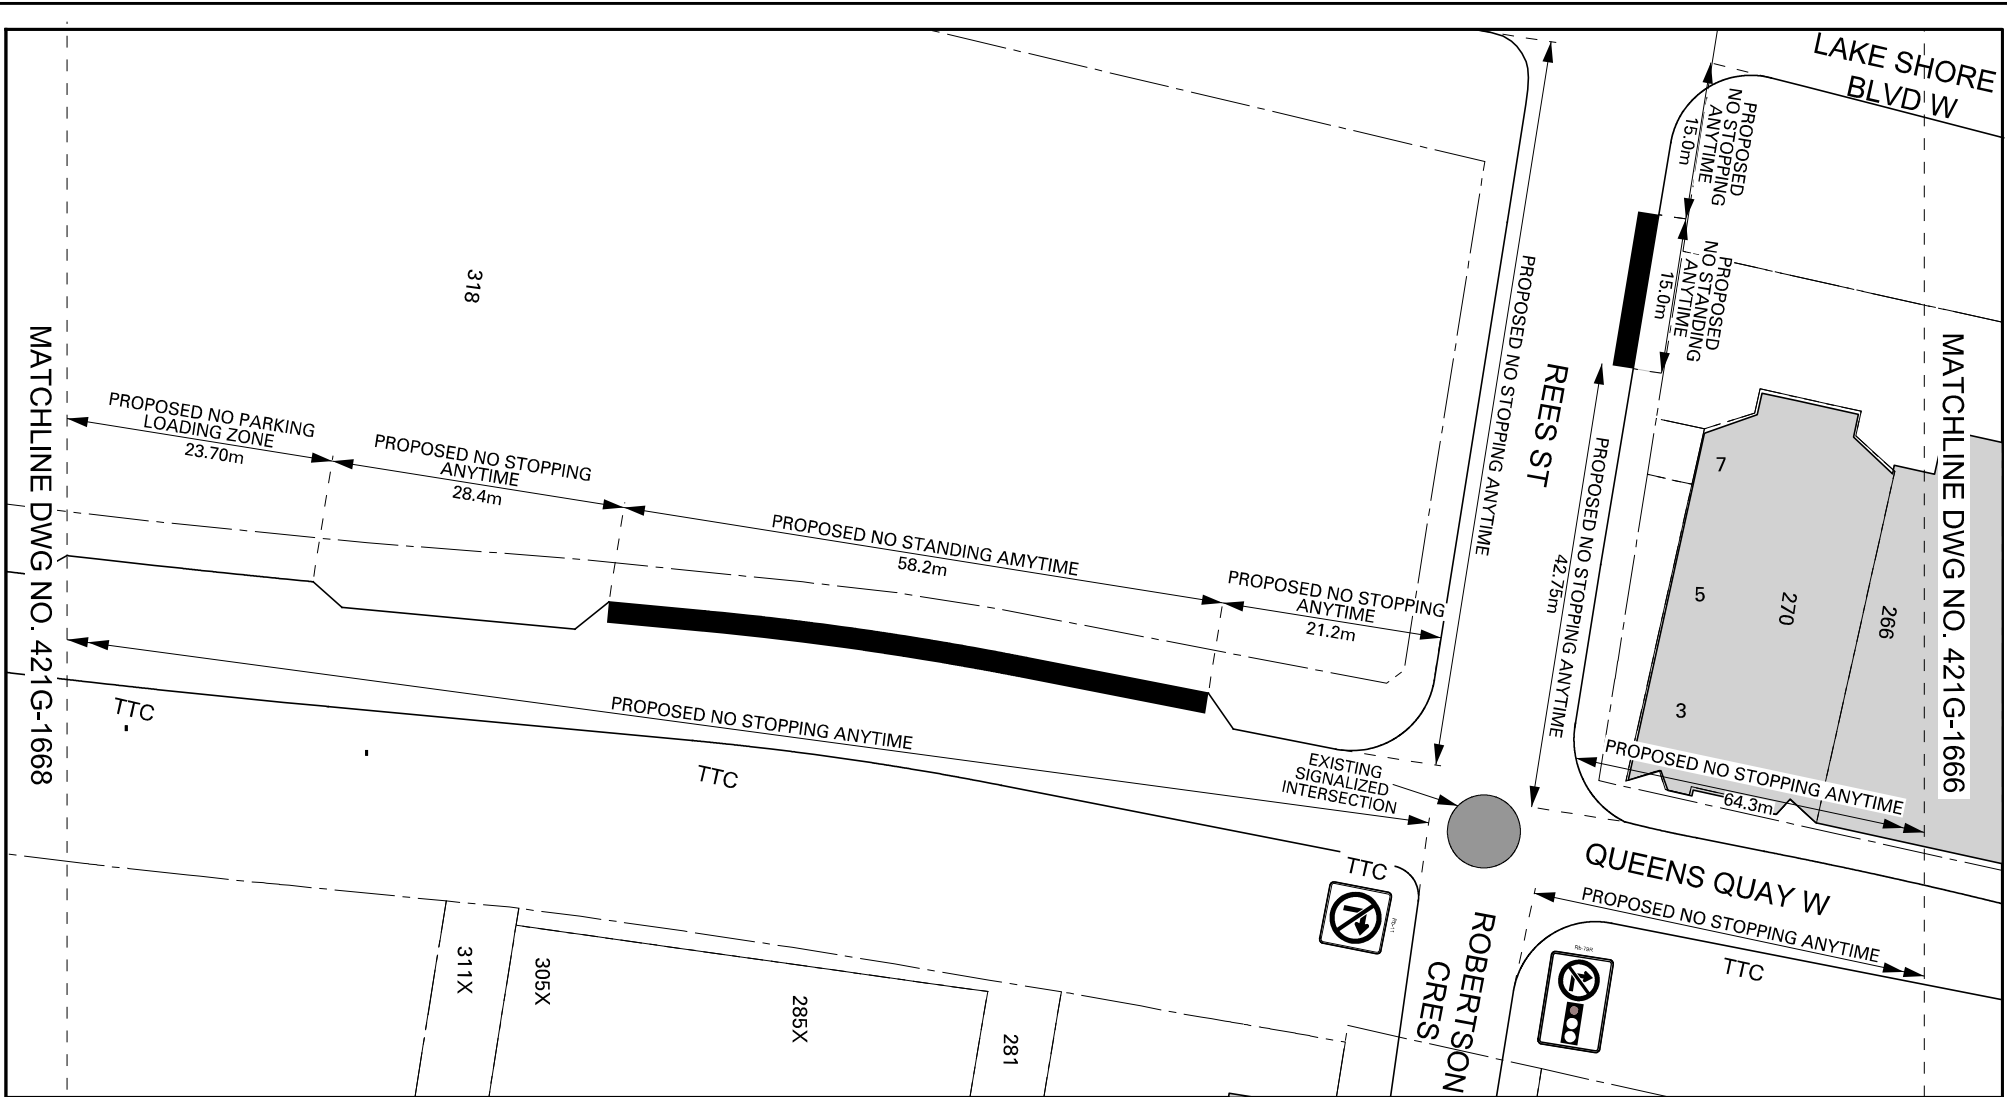 LAKE SHORE
BLVD W
PROPOSED
NO STOPPING
ANYTIME
15.0m
PROPOSED
NO STANDING
ANYTIME
15.0m
318
MATCHLINE DWG NO. 421G-1668
MATCHLINE DWG NO. 421G-1666
PROPOSED NO PARKING
LOADING ZONE
23.70m
PROPOSED NO STOPPING
ANYTIME
28.4m
PROPOSED NO STANDING AMYTIME
58.2m
PROPOSED NO STOPPING
ANYTIME
21.2m
PROPOSED NO STOPPING ANYTIME
REES ST
PROPOSED NO STOPPING ANYTIME
42.75m
7
5
3
270
266
PROPOSED NO STOPPING ANYTIME
64.3m
PROPOSED NO STOPPING ANYTIME
EXISTING
SIGNALIZED
INTERSECTION
TTC
TTC
TTC
QUEENS QUAY W
PROPOSED NO STOPPING ANYTIME
TTC
Rb-79R
ROBERTSON
CRES
311X
305X
285X
281